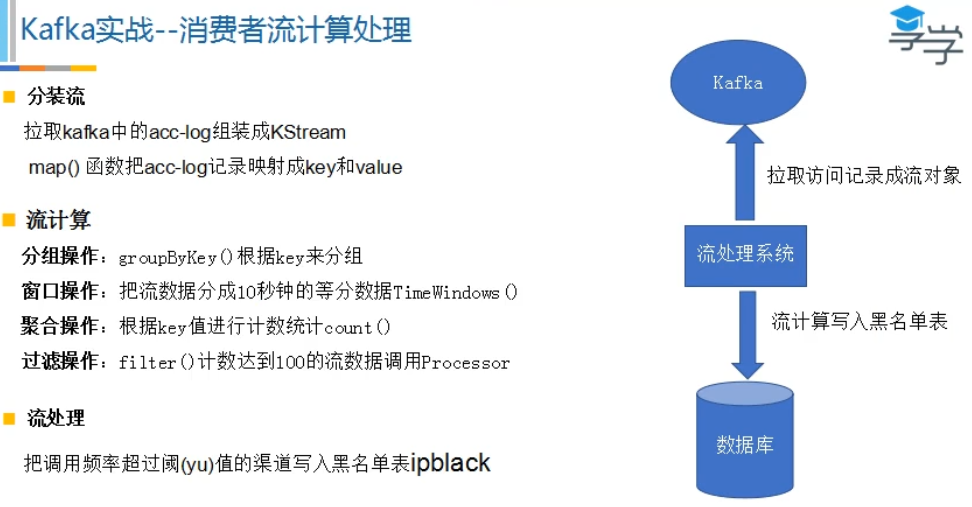 Kafka实战--消费者流计算处理
享学
分装流
拉取kafka中的acc-log组装成KStream
map() 函数把acc-log记录映射成key和value
流计算
分组操作：groupByKey()根据key来分组
窗口操作：把流数据分成10秒钟的等分数据TimeWindows()
聚合操作：根据key值进行计数统计count()
过滤操作：filter()计数达到100的流数据调用Processor
流处理
把调用频率超过阈(yu)值的渠道写入黑名单表ipblack
Kafka
拉取访问记录成流对象
流处理系统
流计算写入黑名单表
数据库